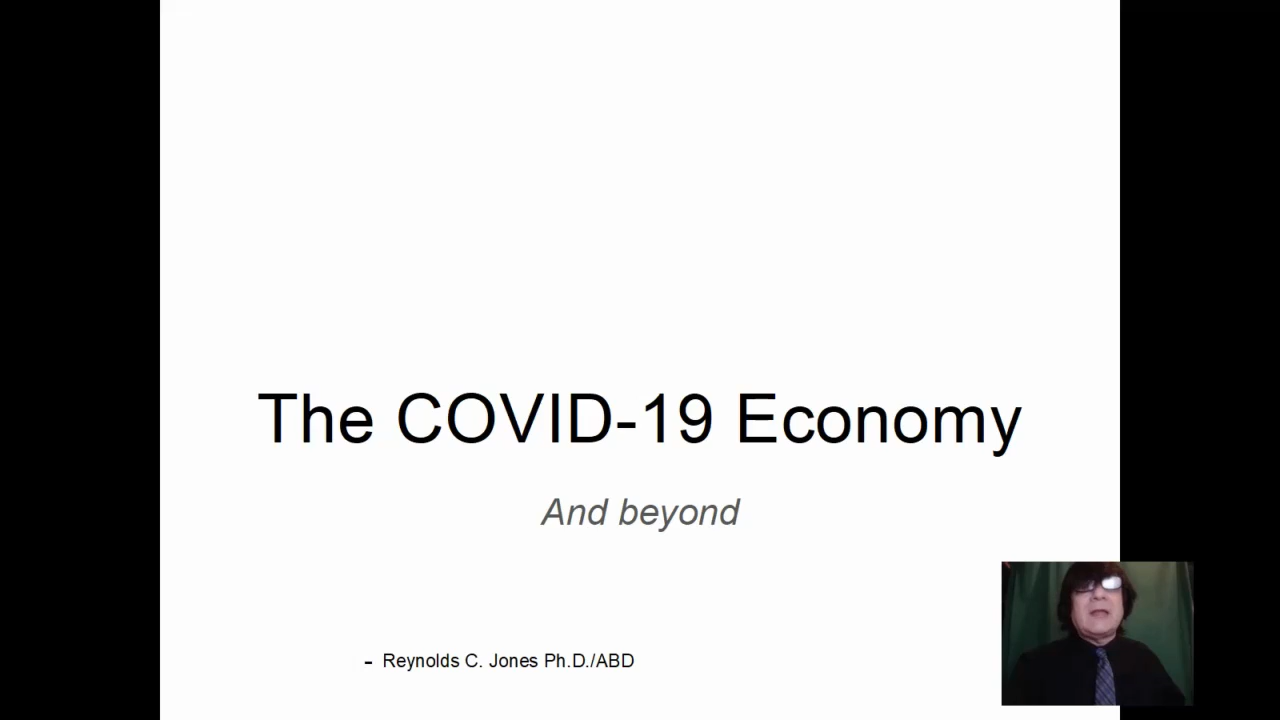 The COVID-19 Economy
And beyond
- Reynolds C. Jones Ph.D./ABD